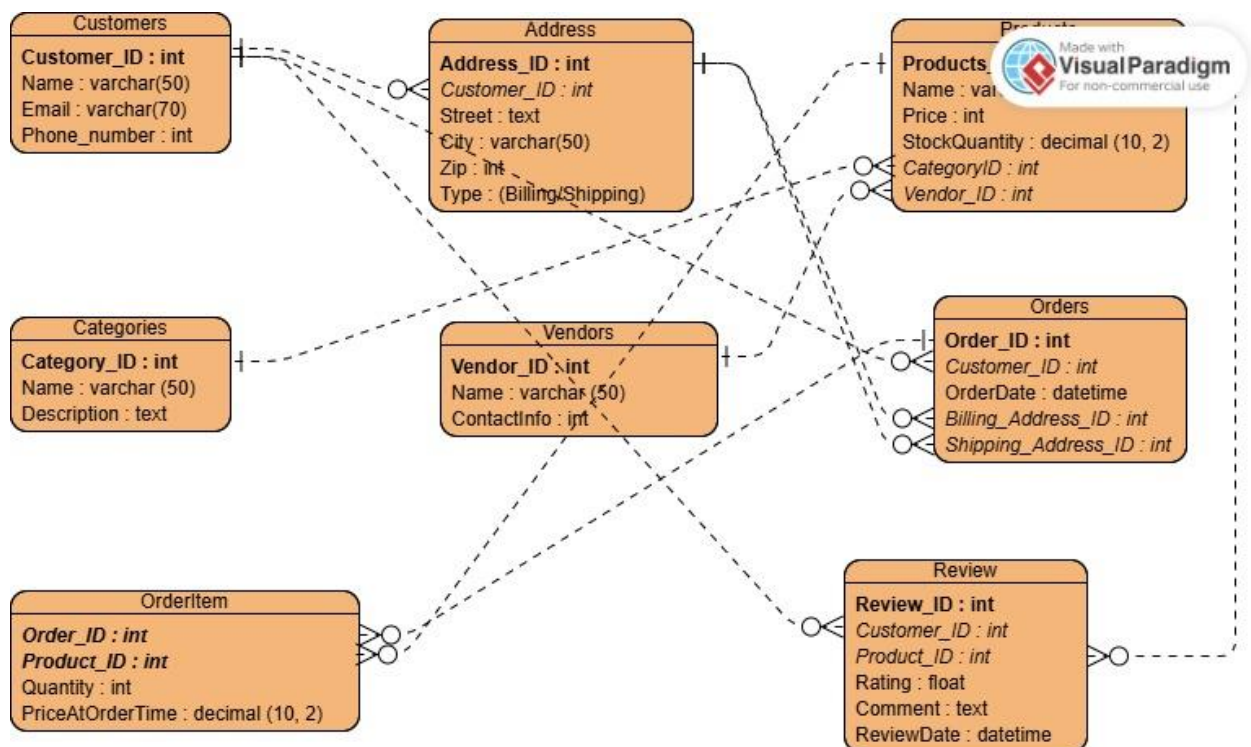 Customers
Customer_ID : int
Name : varchar(50)
Email : varchar(70)
Phone_number : int
Address
Address_ID : int
Customer_ID : int
Street : text
City : varchar(50)
Zip : int
Type : (Billing/Shipping)
Made with
Visual Paradigm
For non-commercial use
Products
Products_
Name :
Price : int
StockQuantity : decimal (10, 2)
CategoryID : int
Vendor_ID : int
Categories
Category_ID : int
Name : varchar (50)
Description : text
Vendors
Vendor_ID : int
Name : varchar (50)
ContactInfo : int
Orders
Order_ID : int
Customer_ID : int
OrderDate : datetime
Billing_Address_ID : int
Shipping_Address_ID : int
OrderItem
Order_ID : int
Product_ID : int
Quantity : int
PriceAtOrderTime : decimal (10, 2)
Review
Review_ID : int
Customer_ID : int
Product_ID : int
Rating : float
Comment : text
ReviewDate : datetime